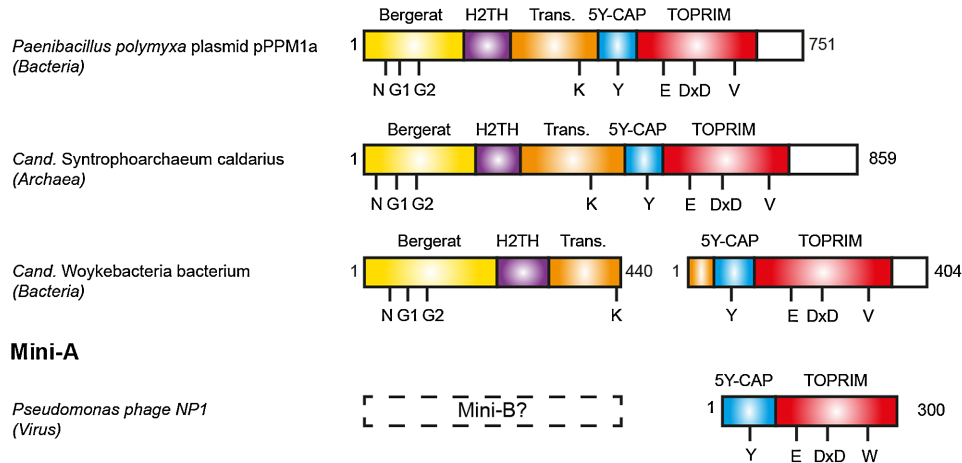 Bergerat H2TH Trans. 5Y-CAP TOPRIM
Paenibacillus polymyxa plasmid pPPM1a 1 751
(Bacteria)
N G1 G2 K Y E DxD V
Bergerat H2TH Trans. 5Y-CAP TOPRIM
Cand. Syntrophoarchaeum caldarius 1 859
(Archaea)
N G1 G2 K Y E DxD V
Bergerat H2TH Trans. 5Y-CAP TOPRIM
Cand. Woykebacteria bacterium 1 440 1 404
(Bacteria)
N G1 G2 K Y E DxD V
Mini-A
5Y-CAP TOPRIM
Pseudomonas phage NP1 Mini-B? 1 300
(Virus)
Y E DxD W